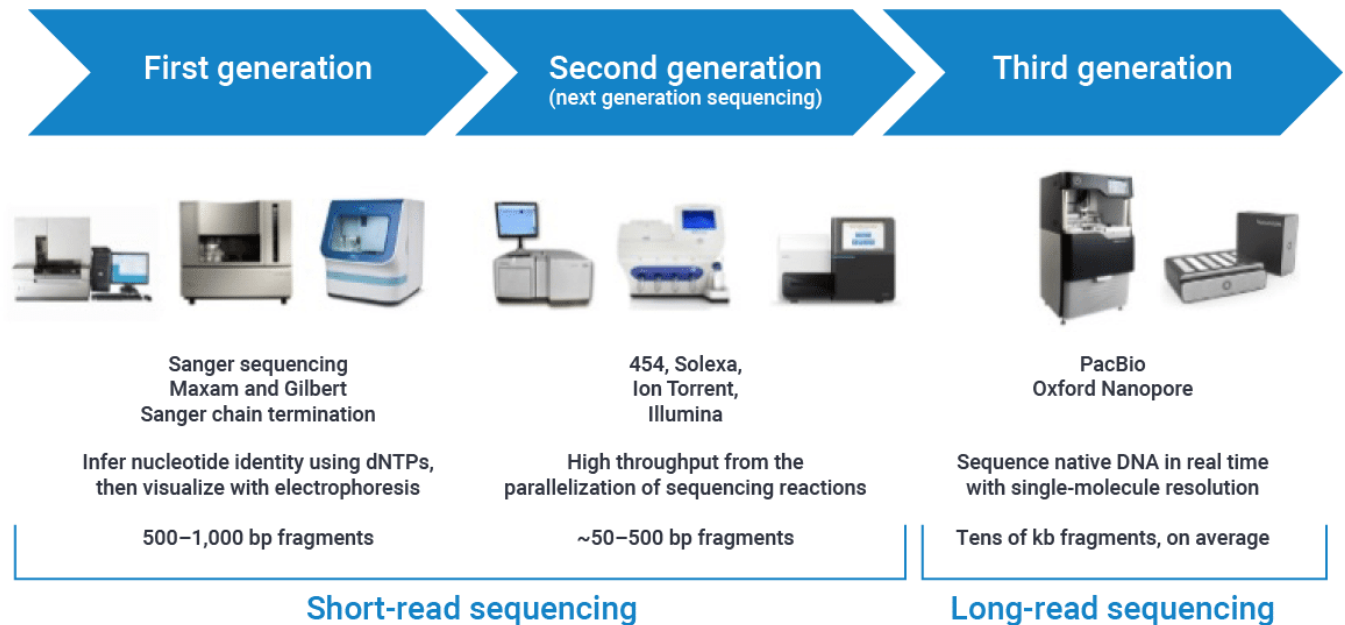 First generation
Second generation
(next generation sequencing)
Third generation
Sanger sequencing
Maxam and Gilbert
Sanger chain termination
Infer nucleotide identity using dNTPs,
then visualize with electrophoresis
500–1,000 bp fragments
454, Solexa,
Ion Torrent,
Illumina
High throughput from the
parallelization of sequencing reactions
~50–500 bp fragments
PacBio
Oxford Nanopore
Sequence native DNA in real time
with single-molecule resolution
Tens of kb fragments, on average
Short-read sequencing
Long-read sequencing